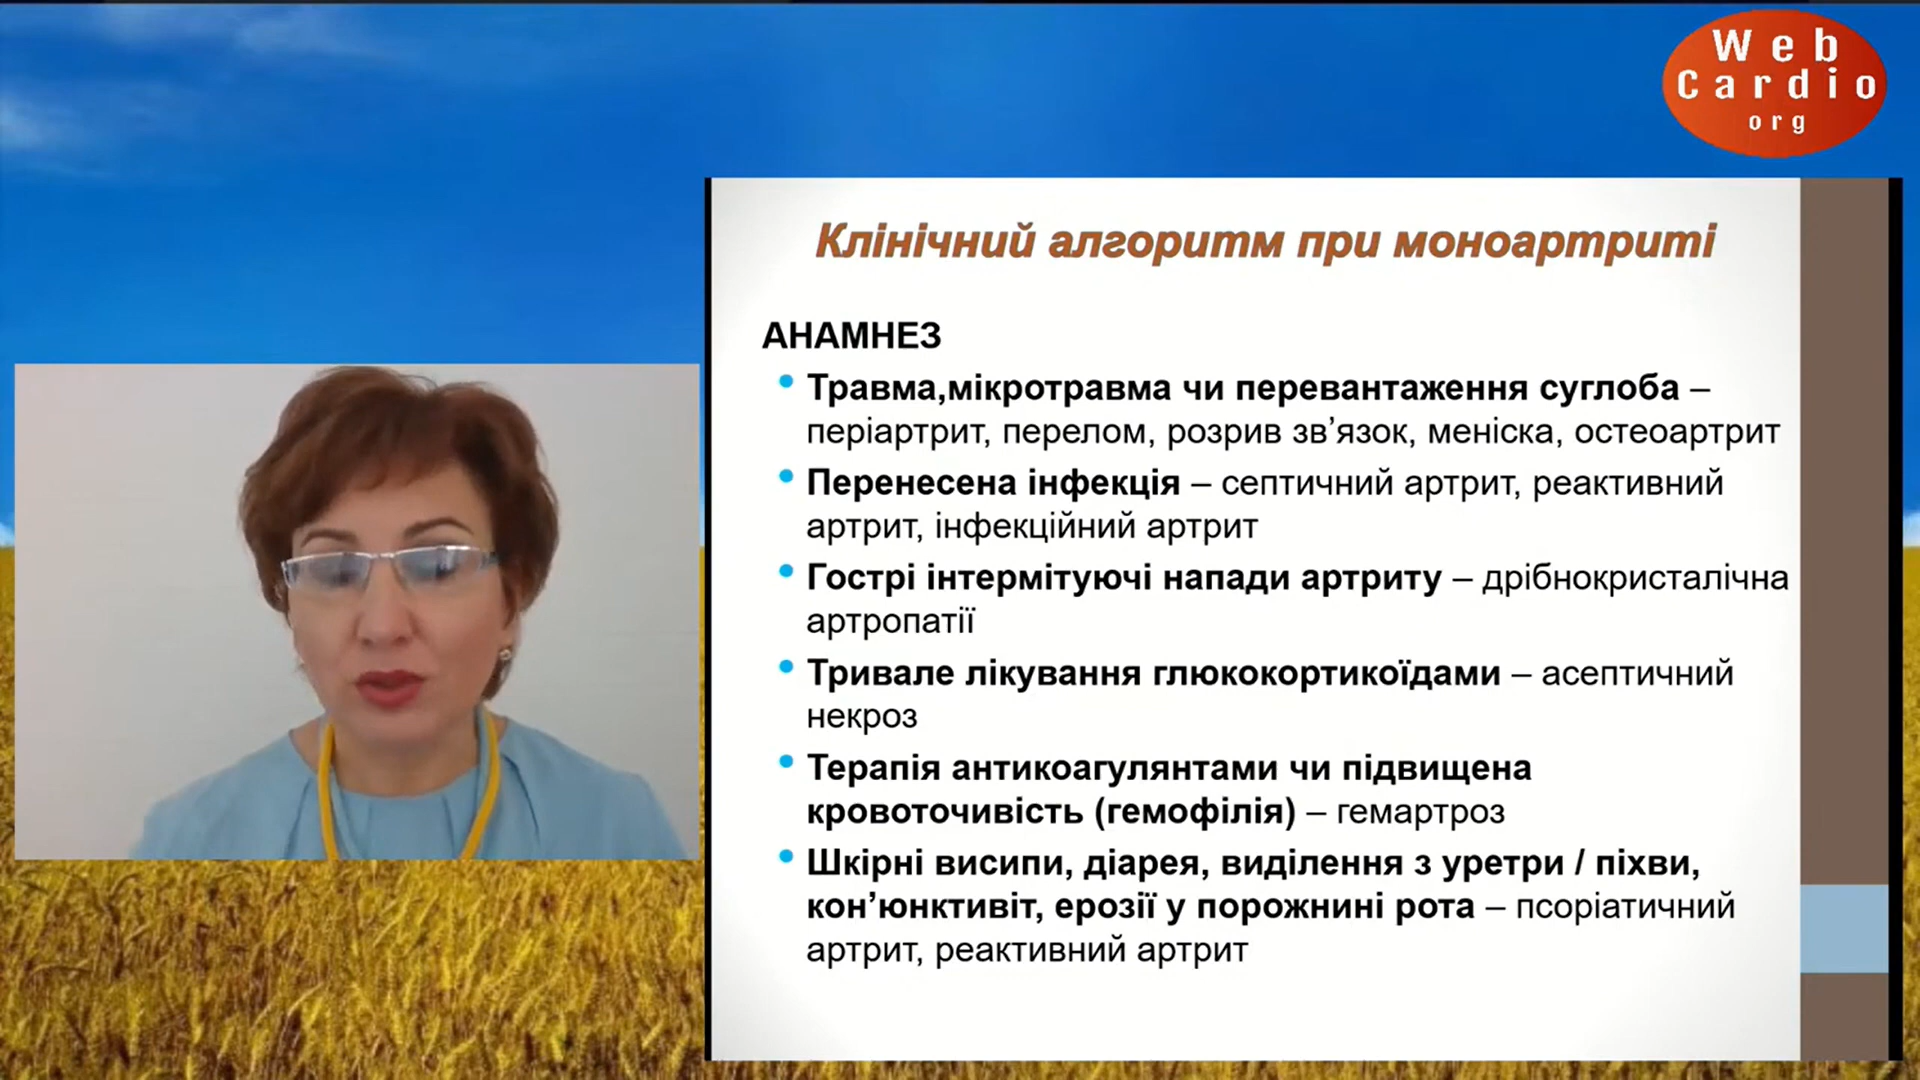 Web
Cardio
org
Клінічний алгоритм при моноартриті
АНАМНЕЗ
• Травма,мікротравма чи перевантаження суглоба –
періартрит, перелом, розрив зв’язок, меніска, остеоартрит
• Перенесена інфекція – септичний артрит, реактивний
артрит, інфекційний артрит
• Гострі інтермітуючі напади артриту – дрібнокристалічна
артропатії
• Тривале лікування глюкокортикоїдами – асептичний
некроз
• Терапія антикоагулянтами чи підвищена
кровоточивість (гемофілія) – гемартроз
• Шкірні висипи, діарея, виділення з уретри / піхви,
кон’юнктивіт, ерозії у порожнині рота – псоріатичний
артрит, реактивний артрит